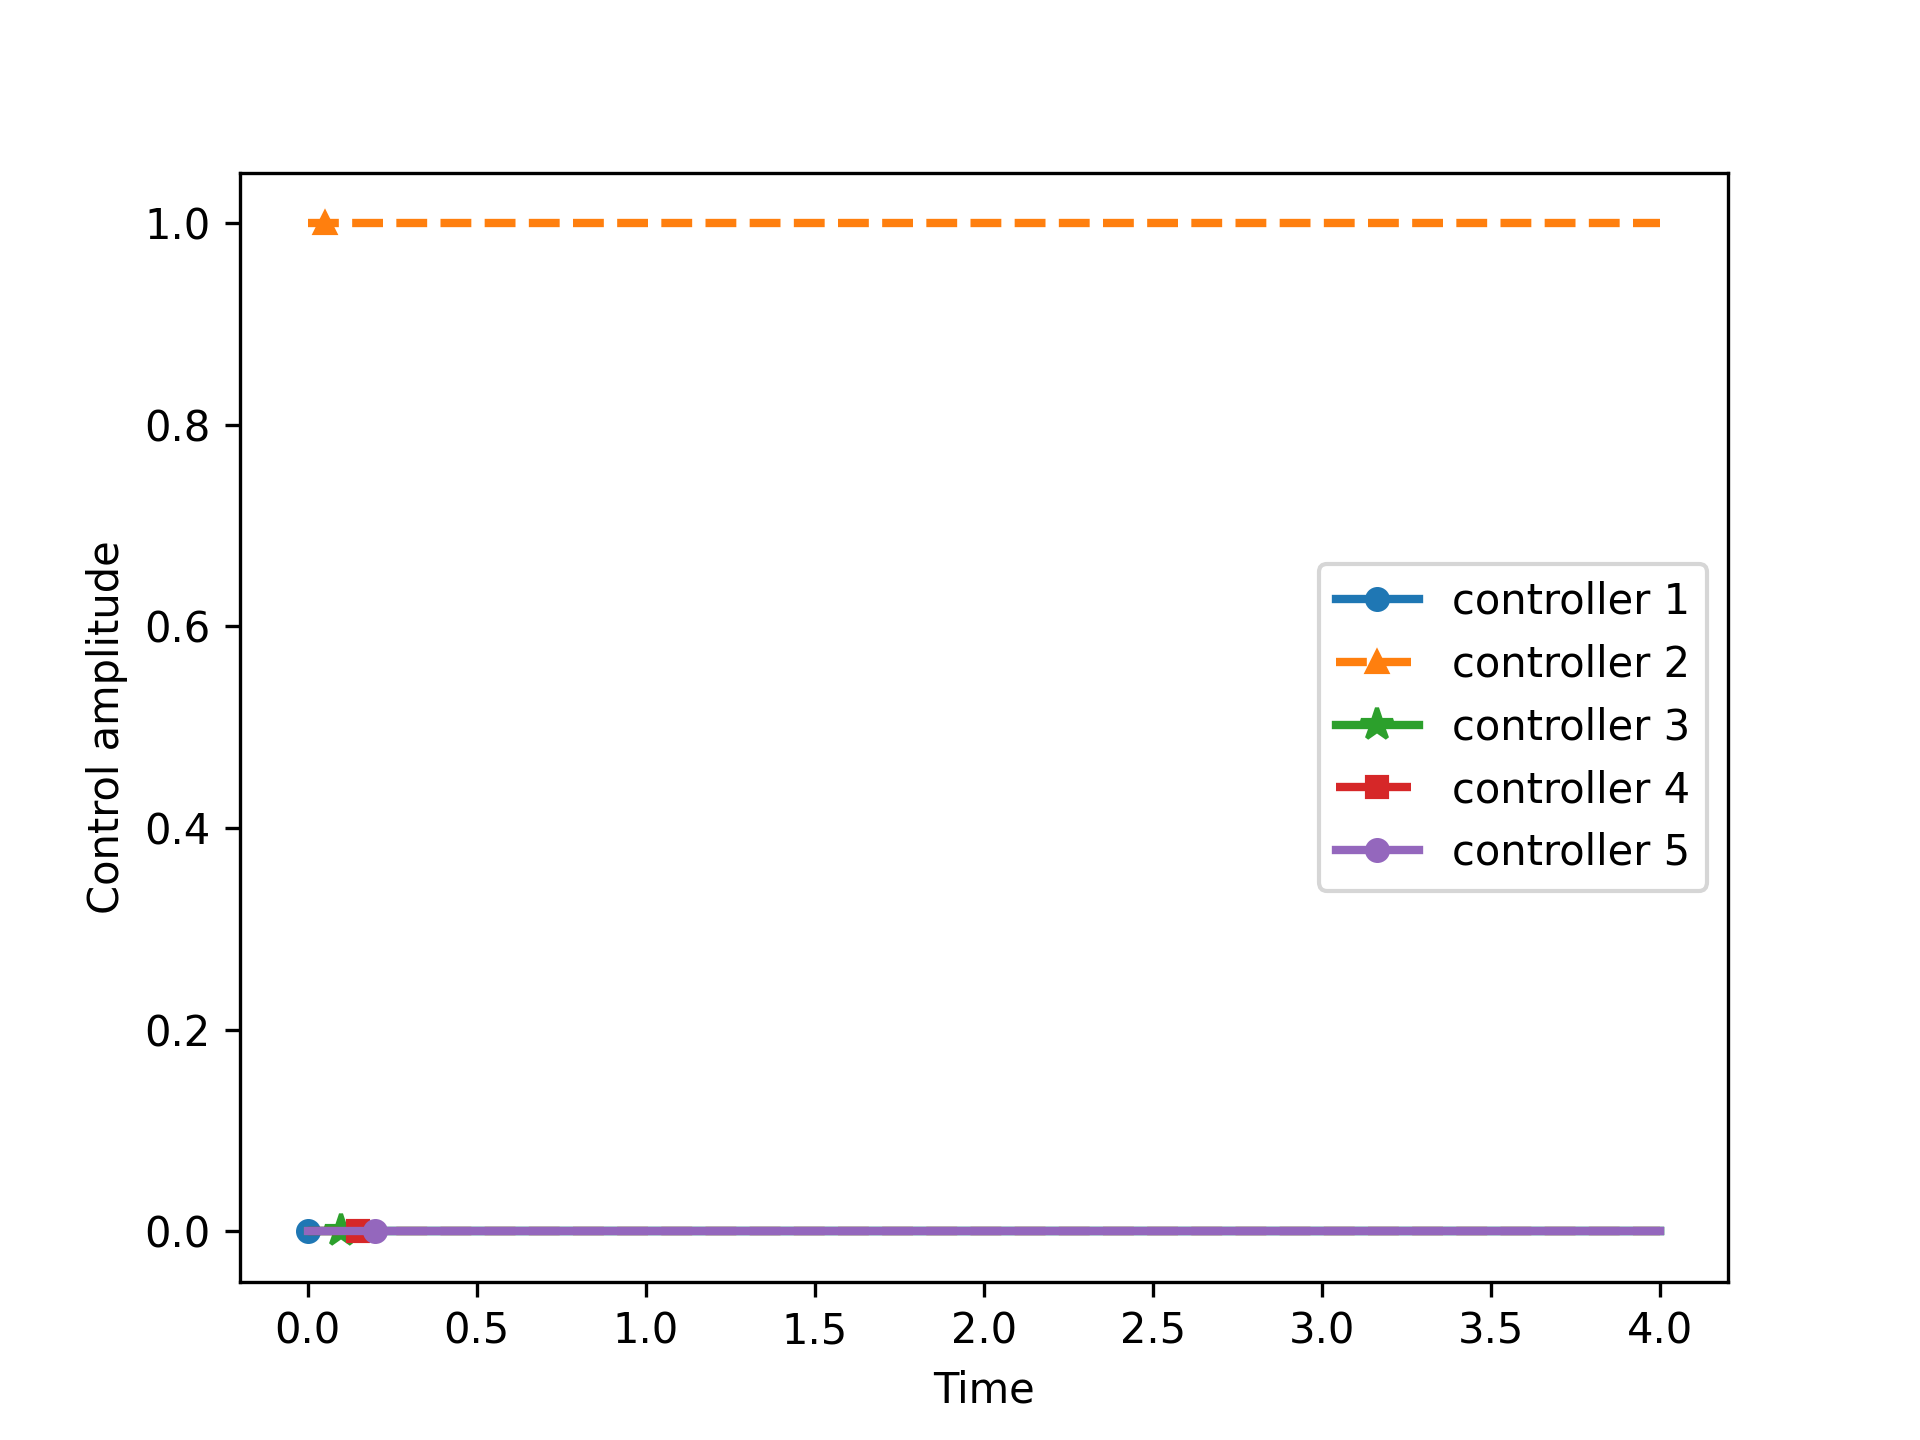 1.0
0.8
0.6
0.4
0.2
0.0
Control amplitude
controller 1
controller 2
controller 3
controller 4
controller 5
0.0 0.5 1.0 1.5 2.0 2.5 3.0 3.5 4.0
Time